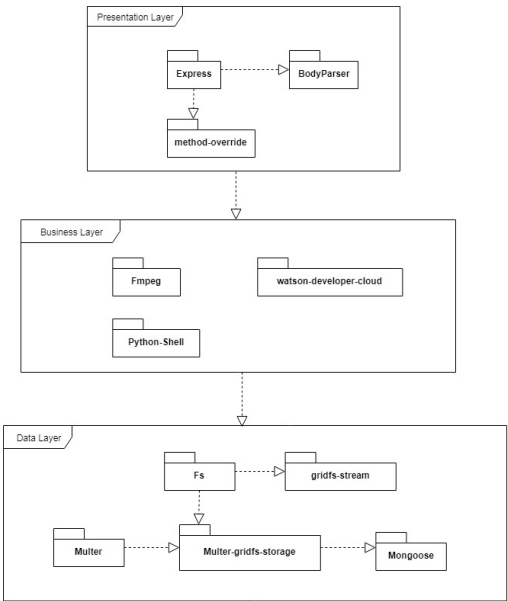 Presentation Layer
Express
BodyParser
method-override
Business Layer
Fmpeg
watson-developer-cloud
Python-Shell
Data Layer
Fs
gridfs-stream
Multer
Multer-gridfs-storage
Mongoose